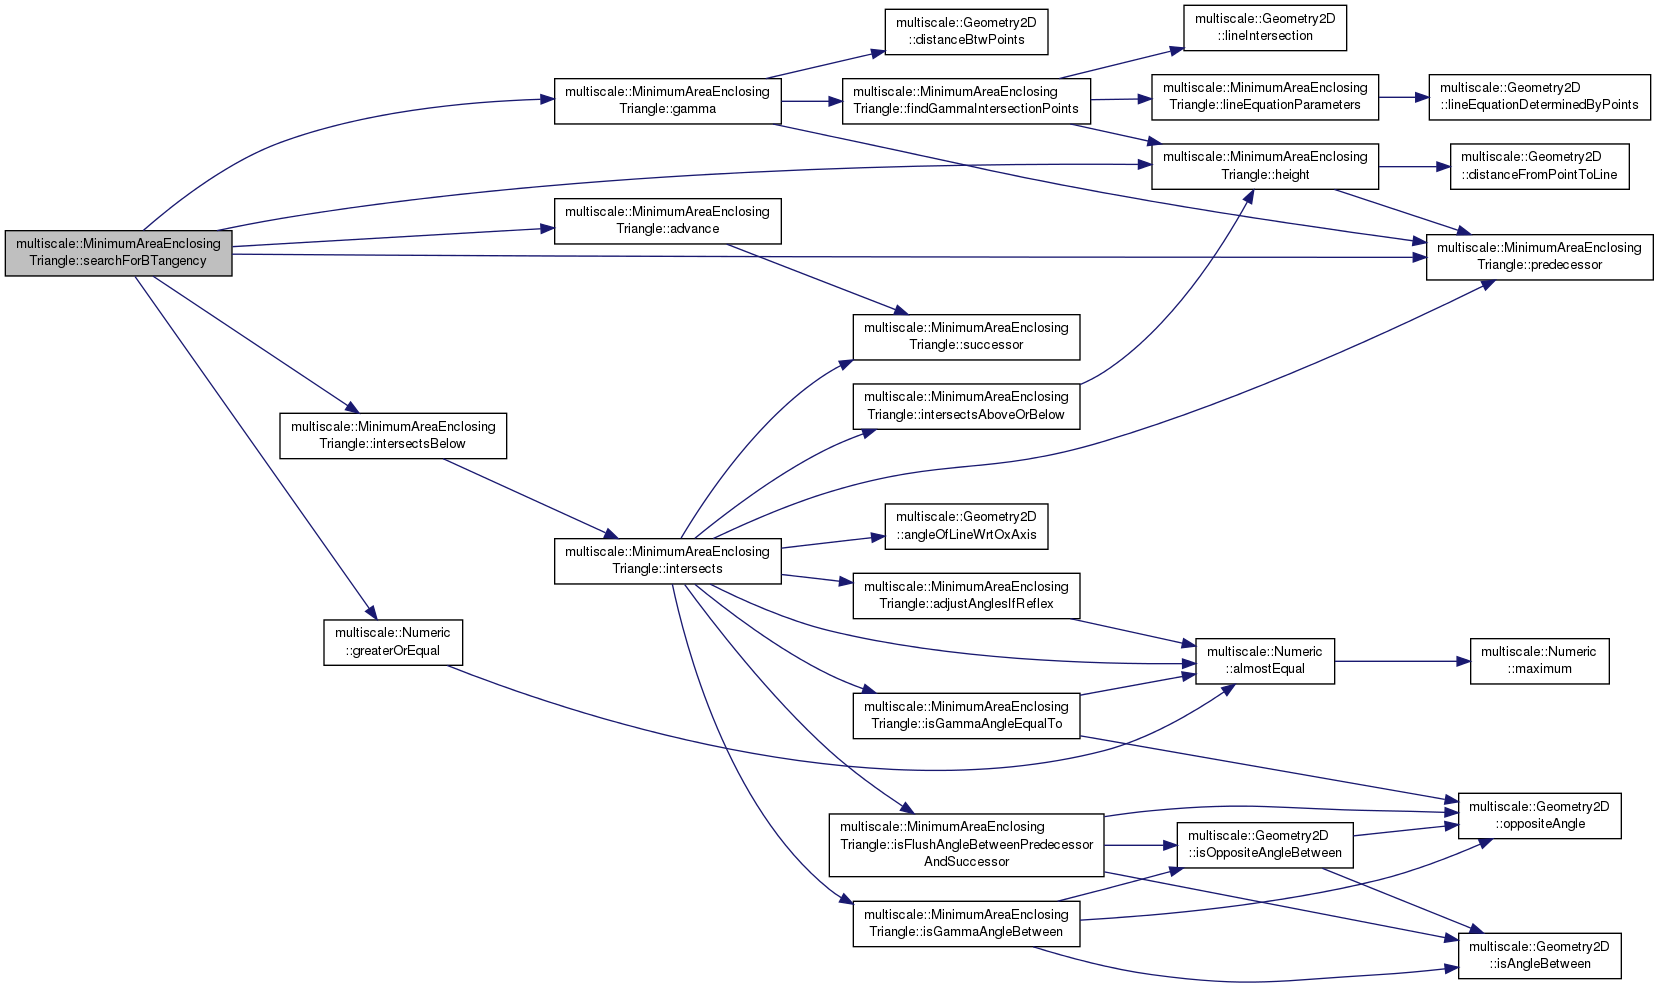 multiscale::MinimumAreaEnclosing
Triangle::searchForBTangency
multiscale::MinimumAreaEnclosing
Triangle::gamma
multiscale::Geometry2D
::distanceBtwPoints
multiscale::MinimumAreaEnclosing
Triangle::findGammaIntersectionPoints
multiscale::Geometry2D
::lineIntersection
multiscale::MinimumAreaEnclosing
Triangle::lineEquationParameters
multiscale::Geometry2D
::lineEquationDeterminedByPoints
multiscale::MinimumAreaEnclosing
Triangle::height
multiscale::Geometry2D
::distanceFromPointToLine
multiscale::MinimumAreaEnclosing
Triangle::predecessor
multiscale::MinimumAreaEnclosing
Triangle::advance
multiscale::MinimumAreaEnclosing
Triangle::successor
multiscale::MinimumAreaEnclosing
Triangle::intersectsAboveOrBelow
multiscale::MinimumAreaEnclosing
Triangle::intersectsBelow
multiscale::MinimumAreaEnclosing
Triangle::intersects
multiscale::Geometry2D
::angleOfLineWrtOxAxis
multiscale::MinimumAreaEnclosing
Triangle::adjustAnglesIfReflex
multiscale::Numeric
::greaterOrEqual
multiscale::Numeric
::almostEqual
multiscale::Numeric
::maximum
multiscale::MinimumAreaEnclosing
Triangle::isGammaAngleEqualTo
multiscale::MinimumAreaEnclosing
Triangle::isFlushAngleBetweenPredecessor
AndSuccessor
multiscale::Geometry2D
::isOppositeAngleBetween
multiscale::Geometry2D
::oppositeAngle
multiscale::MinimumAreaEnclosing
Triangle::isGammaAngleBetween
multiscale::Geometry2D
::isAngleBetween